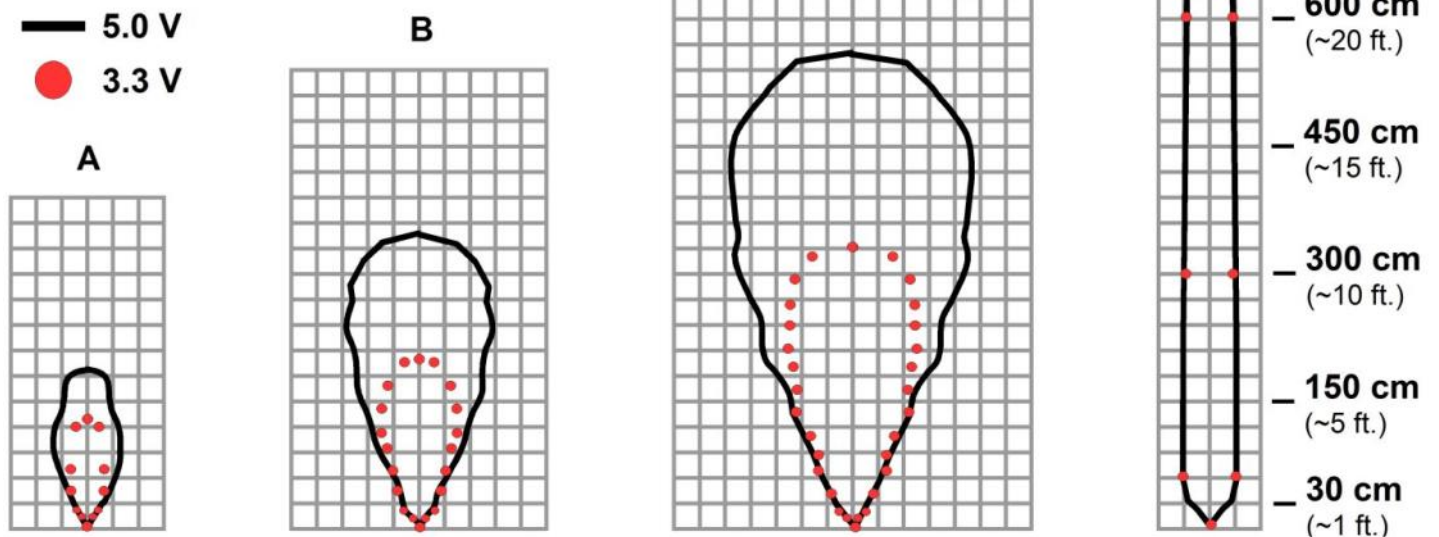 5.0 V
3.3 V
A
B
600 cm
(~20 ft.)
450 cm
(~15 ft.)
300 cm
(~10 ft.)
150 cm
(~5 ft.)
30 cm
(~1 ft.)